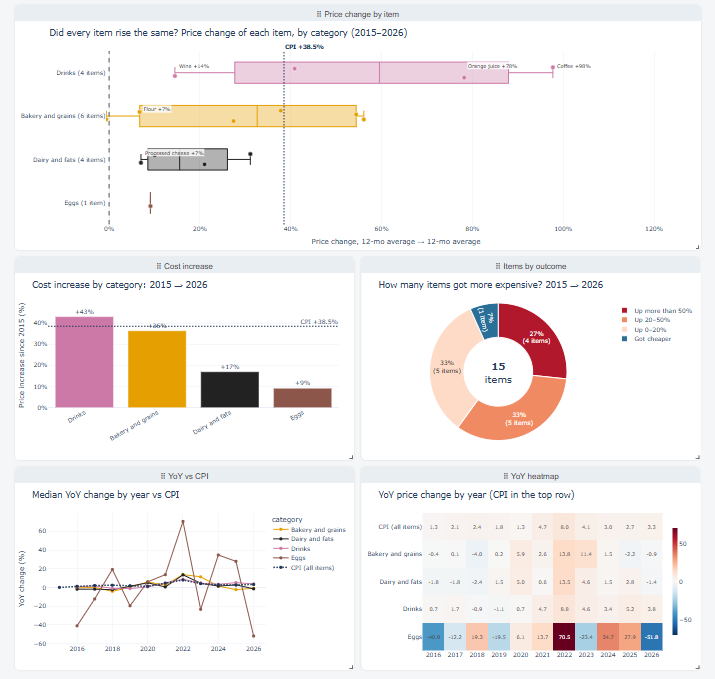 ⠿ Price change by item
Did every item rise the same? Price change of each item, by category (2015–2026)
CPI +38.5%
Drinks (4 items)
Wine +14%
Orange juice +78%
Coffee +98%
Bakery and grains (6 items)
Flour +7%
Dairy and fats (4 items)
Processed cheese +7%
Eggs (1 item)
0% 20% 40% 60% 80% 100% 120%
Price change, 12-mo average → 12-mo average
⠿ Cost increase
Cost increase by category: 2015 → 2026
Price increase since 2015 (%)
40%
30%
20%
10%
0%
+43%
+36%
+17%
+9%
CPI +38.5%
Drinks
Bakery and grains
Dairy and fats
Eggs
⠿ Items by outcome
How many items got more expensive? 2015 → 2026
7%
(1 item)
27%
(4 items)
33%
(5 items)
33%
(5 items)
15
items
Up more than 50%
Up 20–50%
Up 0–20%
Got cheaper
⠿ YoY vs CPI
Median YoY change by year vs CPI
YoY change (%)
60
40
20
0
−20
−40
−60
2016 2018 2020 2022 2024 2026
category
Bakery and grains
Dairy and fats
Drinks
Eggs
CPI (all items)
⠿ YoY heatmap
YoY price change by year (CPI in the top row)
CPI (all items) 1.3 2.1 2.4 1.8 1.3 4.7 8.0 4.1 3.0 2.7 3.3
Bakery and grains -0.4 0.1 -4.0 0.2 5.9 2.6 13.8 11.4 1.5 -2.2 -0.9
Dairy and fats -1.8 -1.8 -2.4 1.5 5.0 0.8 13.5 4.6 1.5 2.8 -1.4
Drinks 0.7 1.7 -0.9 -1.1 0.7 4.7 8.8 4.6 3.4 5.2 3.8
Eggs -12.2 19.3 -19.5 6.1 13.7 70.5 -23.4 34.7 27.9 -51.8
2016 2017 2018 2019 2020 2021 2022 2023 2024 2025 2026
50
0
−50